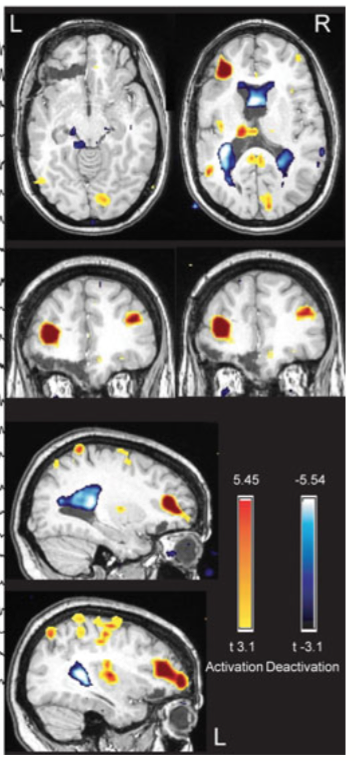 L R
5.45 -5.54
t 3.1 t -3.1
Activation Deactivation
L